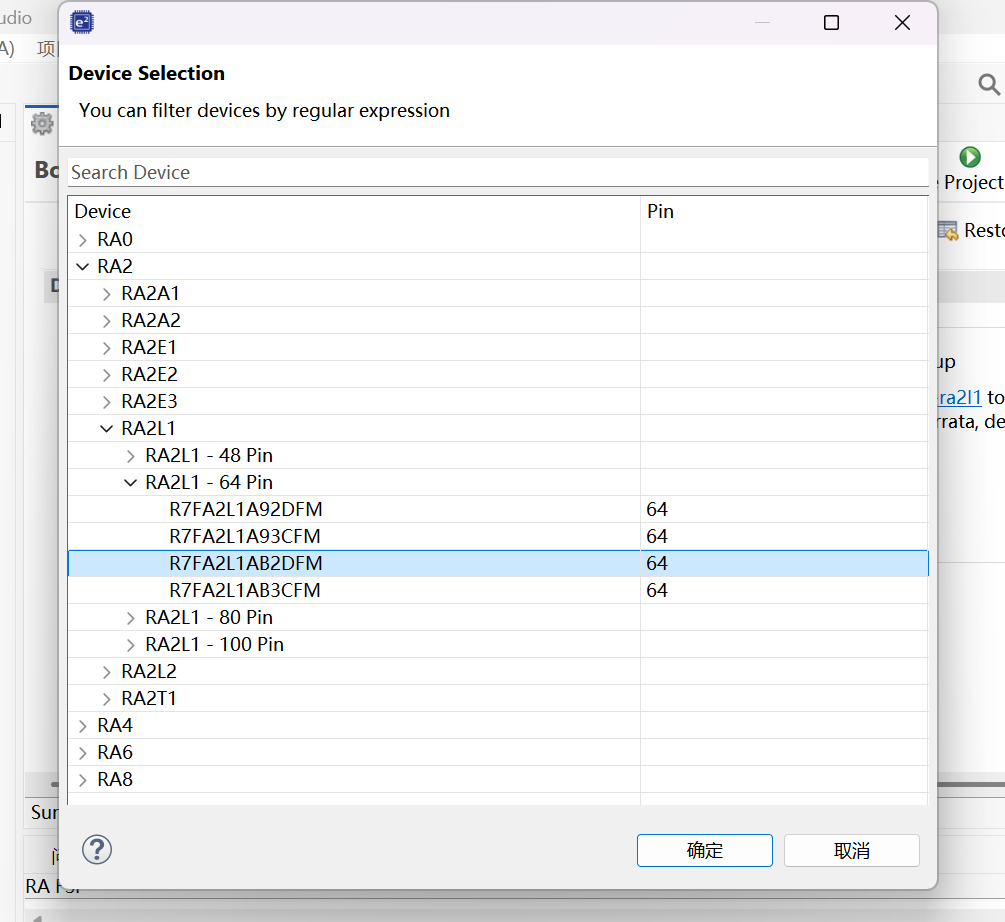 udio
A) 项
e²
Device Selection
You can filter devices by regular expression
Bo
Project
Search Device
Device Pin
Resto
RA0
RA2
D
RA2A1
RA2A2
RA2E1
up
RA2E2
-ra2l1 to
RA2E3
rrata, de
RA2L1
RA2L1 - 48 Pin
RA2L1 - 64 Pin
R7FA2L1A92DFM 64
R7FA2L1A93CFM 64
R7FA2L1AB2DFM 64
R7FA2L1AB3CFM 64
RA2L1 - 80 Pin
RA2L1 - 100 Pin
RA2L2
RA2T1
RA4
RA6
RA8
Sur
? 确定 取消
问
RA FSP